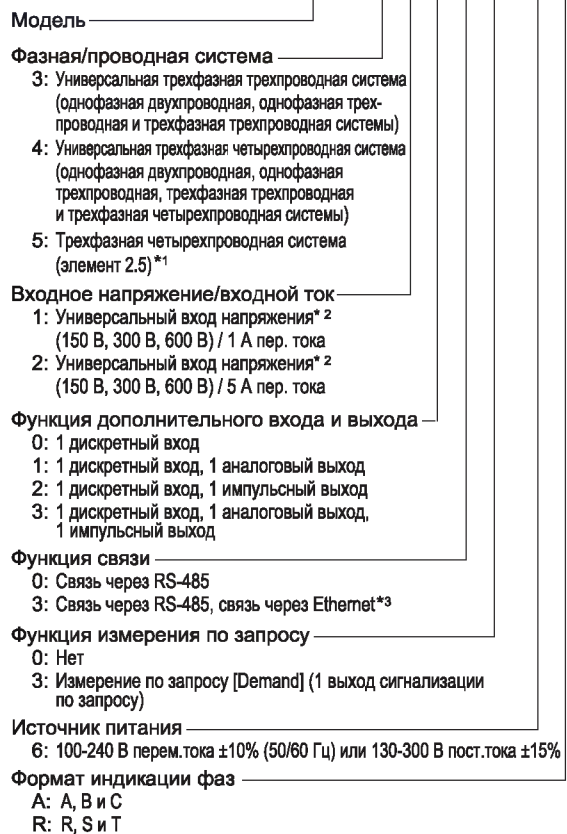 Модель
Фазная/проводная система
3: Универсальная трехфазная трехпроводная система
(однофазная двухпроводная, однофазная трех-
проводная и трехфазная трехпроводная системы)
4: Универсальная трехфазная четырехпроводная система
(однофазная двухпроводная, однофазная
трехпроводная, трехфазная трехпроводная
и трехфазная четырехпроводная системы)
5: Трехфазная четырехпроводная система
(элемент 2.5)*1
Входное напряжение/входной ток
1: Универсальный вход напряжения* 2
(150 В, 300 В, 600 В) / 1 А пер. тока
2: Универсальный вход напряжения* 2
(150 В, 300 В, 600 В) / 5 А пер. тока
Функция дополнительного входа и выхода
0: 1 дискретный вход
1: 1 дискретный вход, 1 аналоговый выход
2: 1 дискретный вход, 1 импульсный выход
3: 1 дискретный вход, 1 аналоговый выход,
1 импульсный выход
Функция связи
0: Связь через RS-485
3: Связь через RS-485, связь через Ethernet*3
Функция измерения по запросу
0: Нет
3: Измерение по запросу [Demand] (1 выход сигнализации
по запросу)
Источник питания
6: 100-240 В перем.тока ±10% (50/60 Гц) или 130-300 В пост.тока ±15%
Формат индикации фаз
A: A, B и C
R: R, S и T